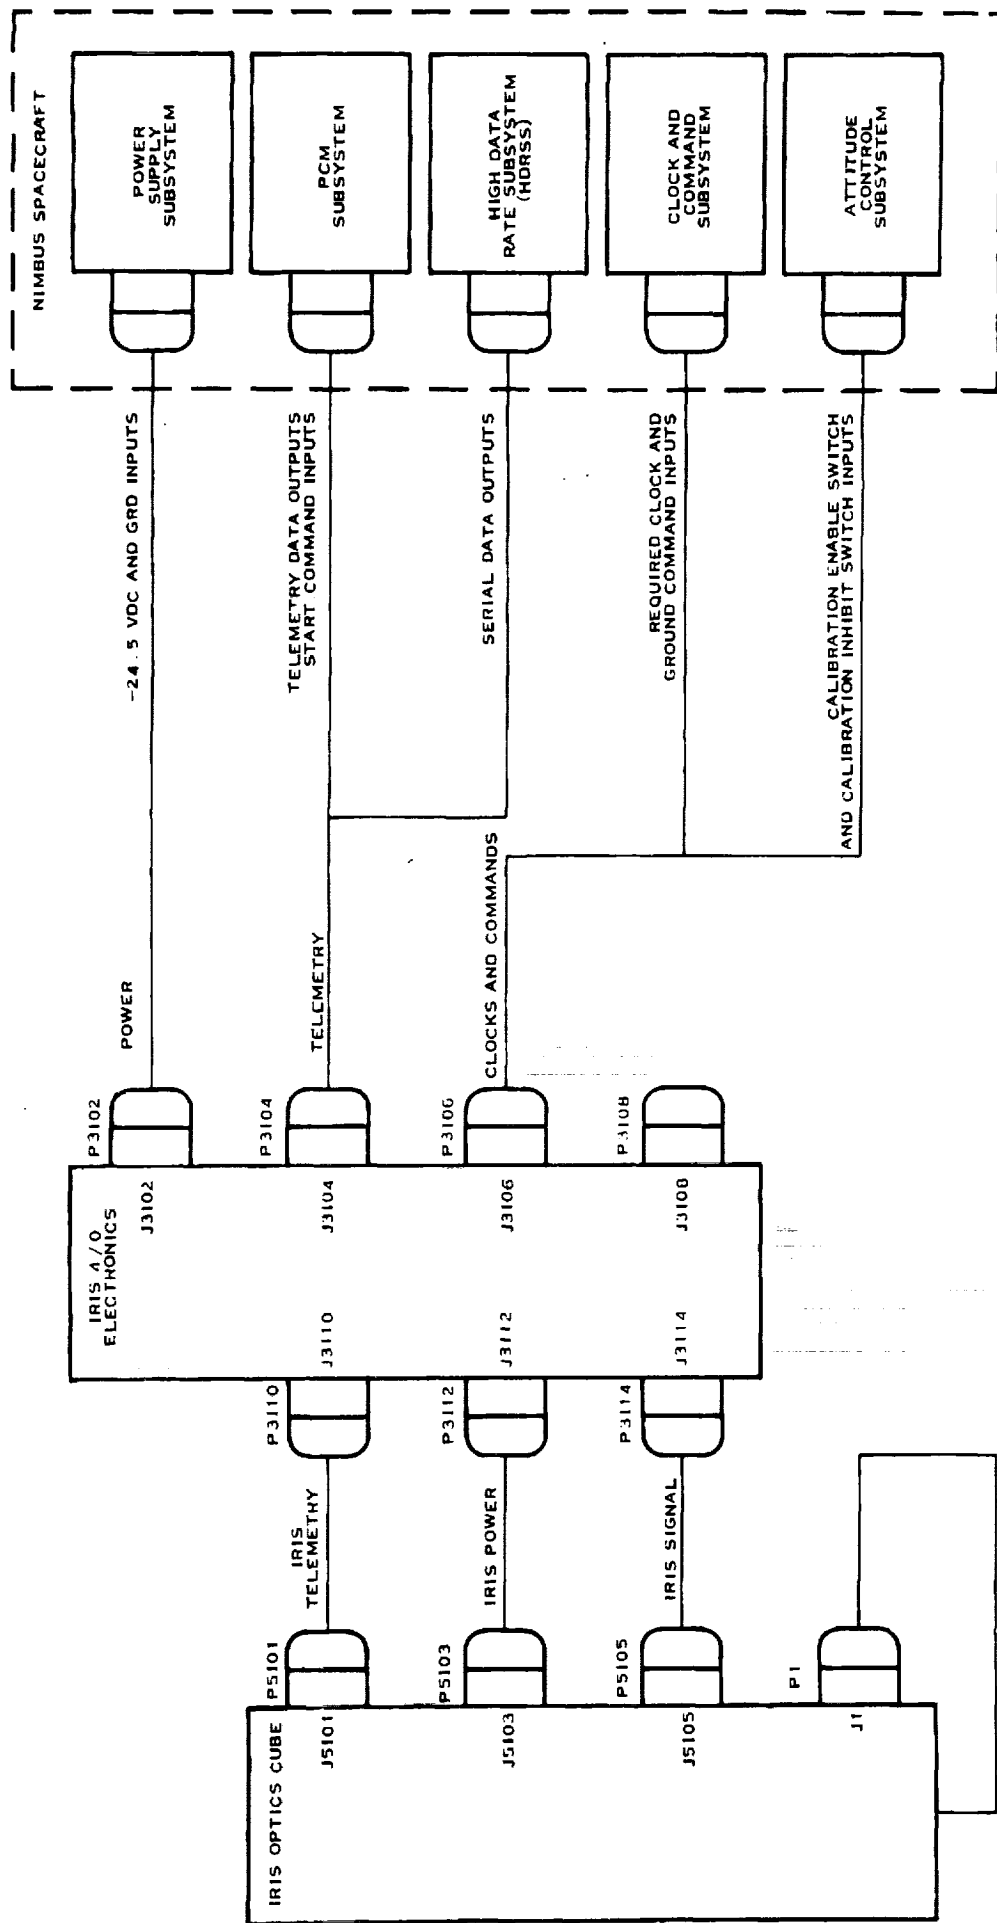 NIMBUS SPACECRAFT
POWER
SUPPLY
SUBSYSTEM
PCM
SUBSYSTEM
HIGH DATA
RATE SUBSYSTEM
(HDRSS)
CLOCK AND
COMMAND
SUBSYSTEM
ATTITUDE
CONTROL
SUBSYSTEM
-24.5 VDC AND GRD INPUTS
TELEMETRY DATA OUTPUTS
START COMMAND INPUTS
SERIAL DATA OUTPUTS
REQUIRED CLOCK AND
GROUND COMMAND INPUTS
CALIBRATION ENABLE SWITCH
AND CALIBRATION INHIBIT SWITCH INPUTS
POWER
TELEMETRY
CLOCKS AND COMMANDS
P3102
P3104
P3106
P3108
IRIS 4/0
ELECTRONICS
J3102
J3104
J3106
J3108
J3110
J3112
J3114
P3110
P3112
P3114
IRIS
TELEMETRY
IRIS POWER
IRIS SIGNAL
P5101
P5103
P5105
P1
IRIS OPTICS CUBE
J5101
J5103
J5105
J1